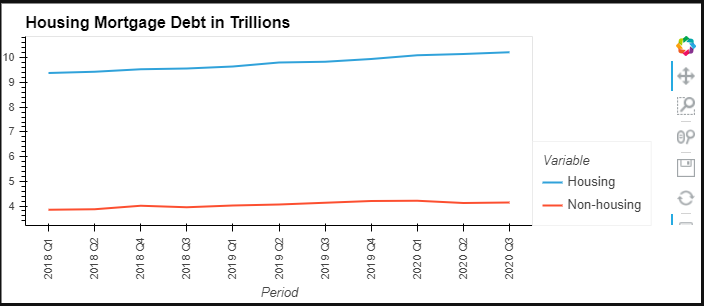 Housing Mortgage Debt in Trillions
10
9
8
7
6
5
4
2018 Q1
2018 Q2
2018 Q4
2018 Q3
2019 Q1
2019 Q2
2019 Q3
2019 Q4
2020 Q1
2020 Q2
2020 Q3
Period
Variable
Housing
Non-housing